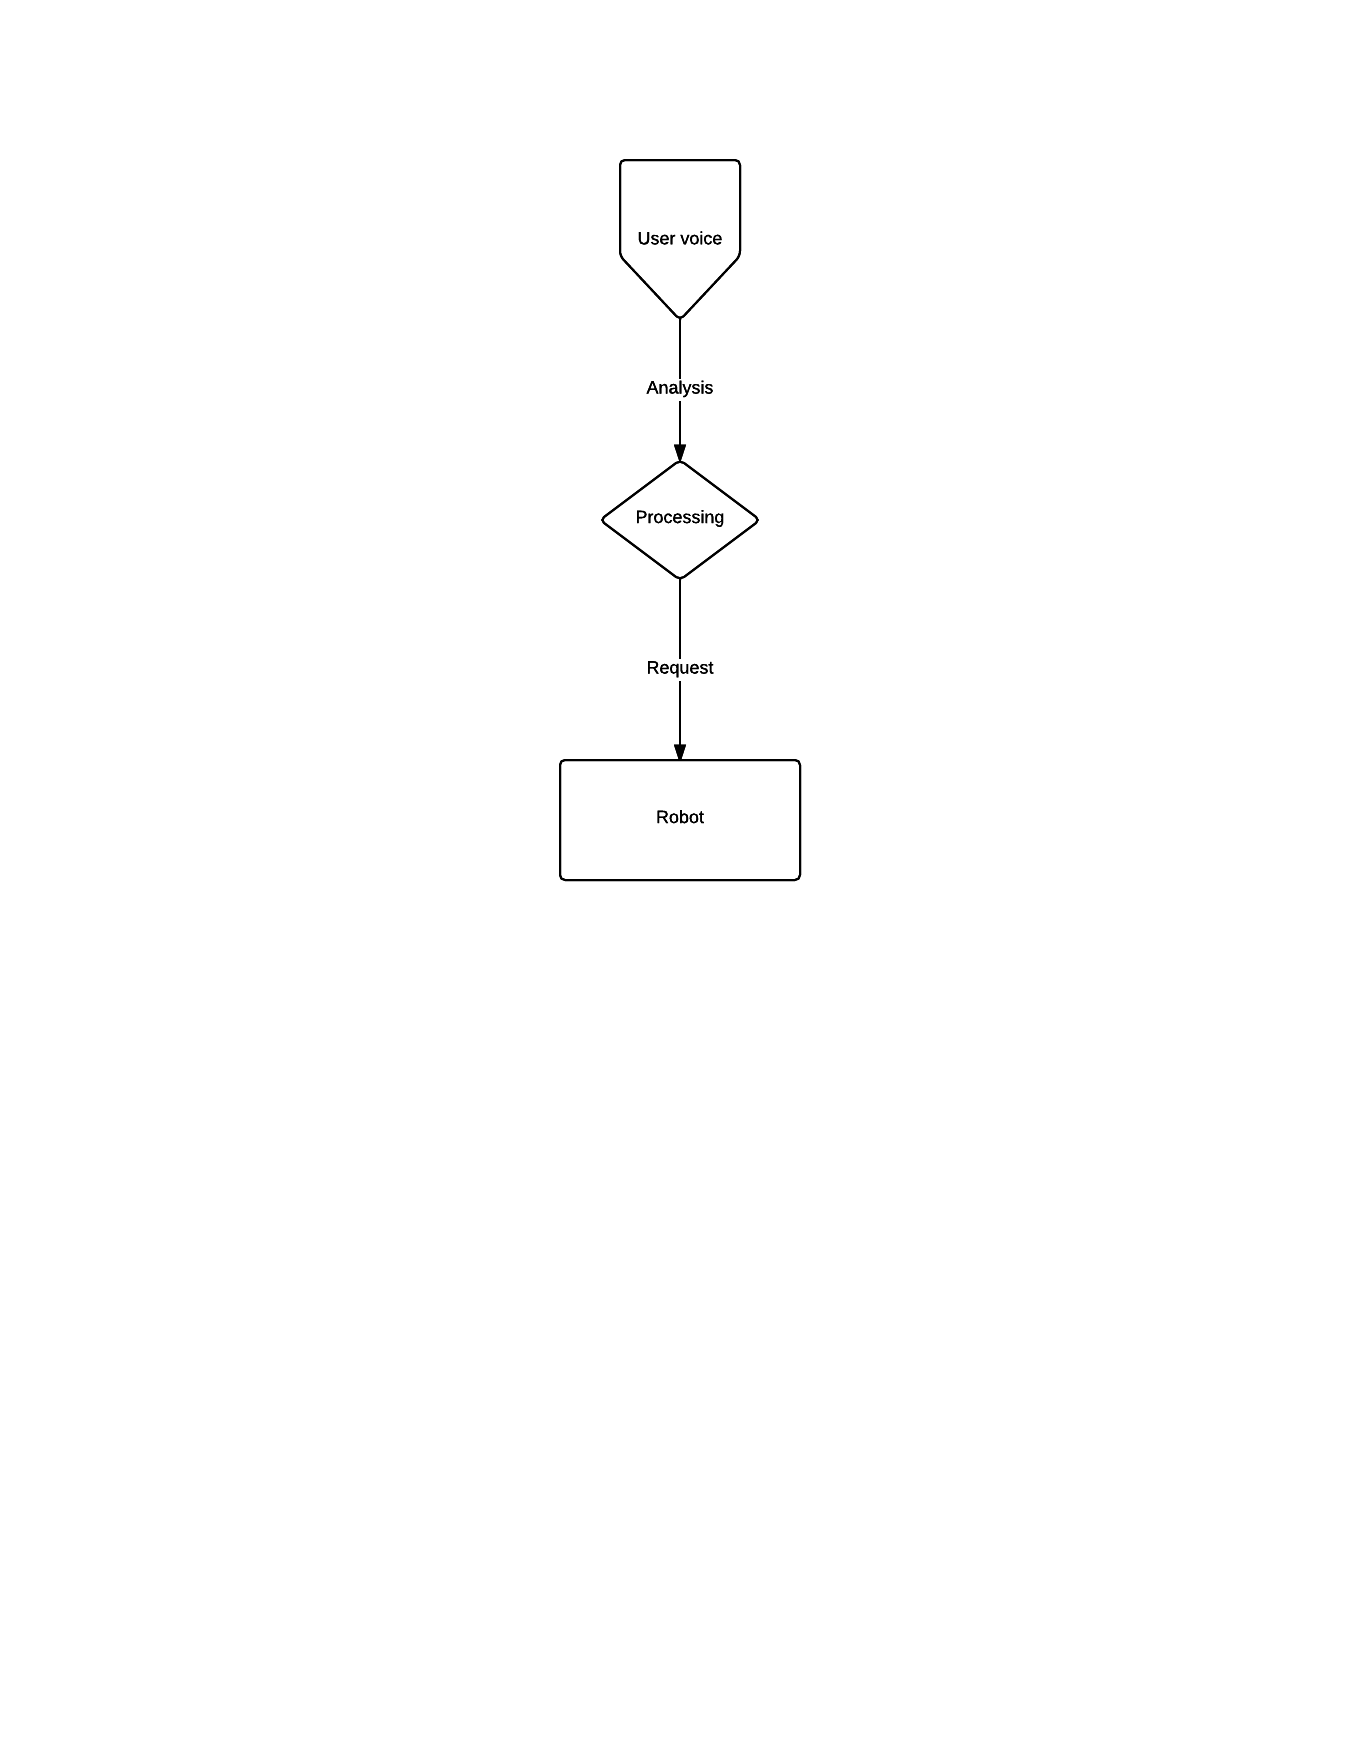 User voice
Analysis
Processing
Request
Robot